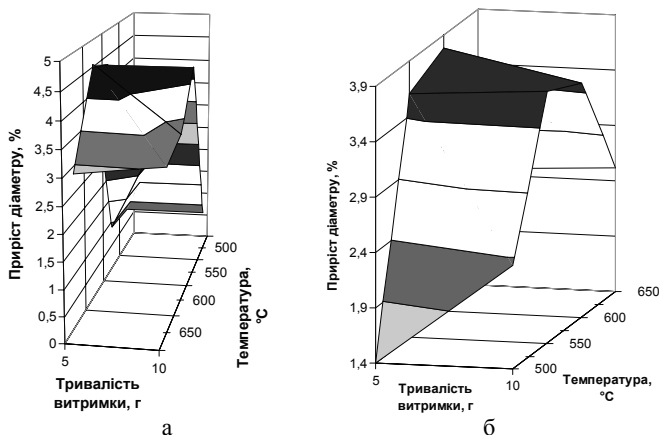 Приріст діаметру, %
5
4,5
4
3,5
3
2,5
2
1,5
1
0,5
0
5
10
Тривалість
витримки, г
500
550
600
650
Температура,
°С
а
Приріст діаметру, %
3,9
3,4
2,9
2,4
1,9
1,4
5
10
Тривалість
витримки, г
500
550
600
650
Температура,
°С
б